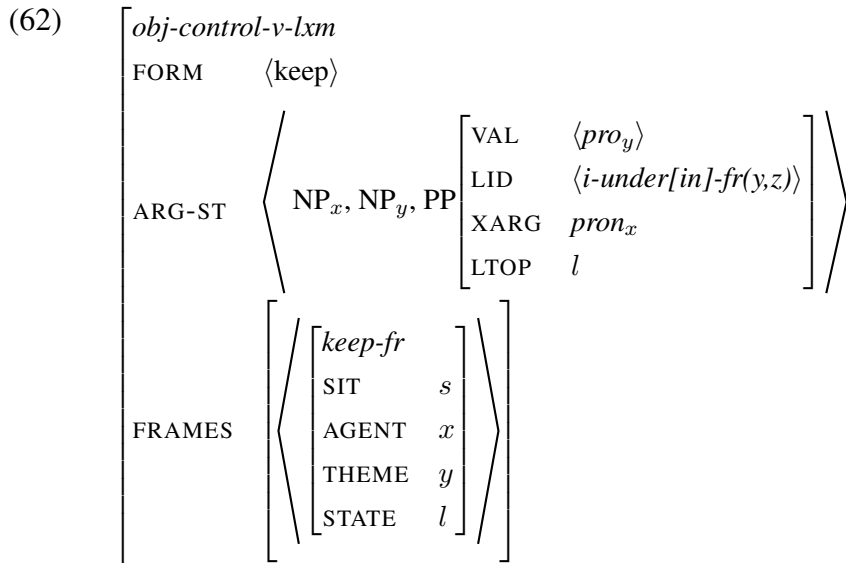 (62)
obj-control-v-lxm
FORM ⟨keep⟩
VAL ⟨pro_y⟩
LID ⟨i-under[in]-fr(y,z)⟩
ARG-ST ⟨ NP_x, NP_y, PP
XARG pron_x
LTOP l
keep-fr
SIT s
FRAMES
AGENT x
THEME y
STATE l